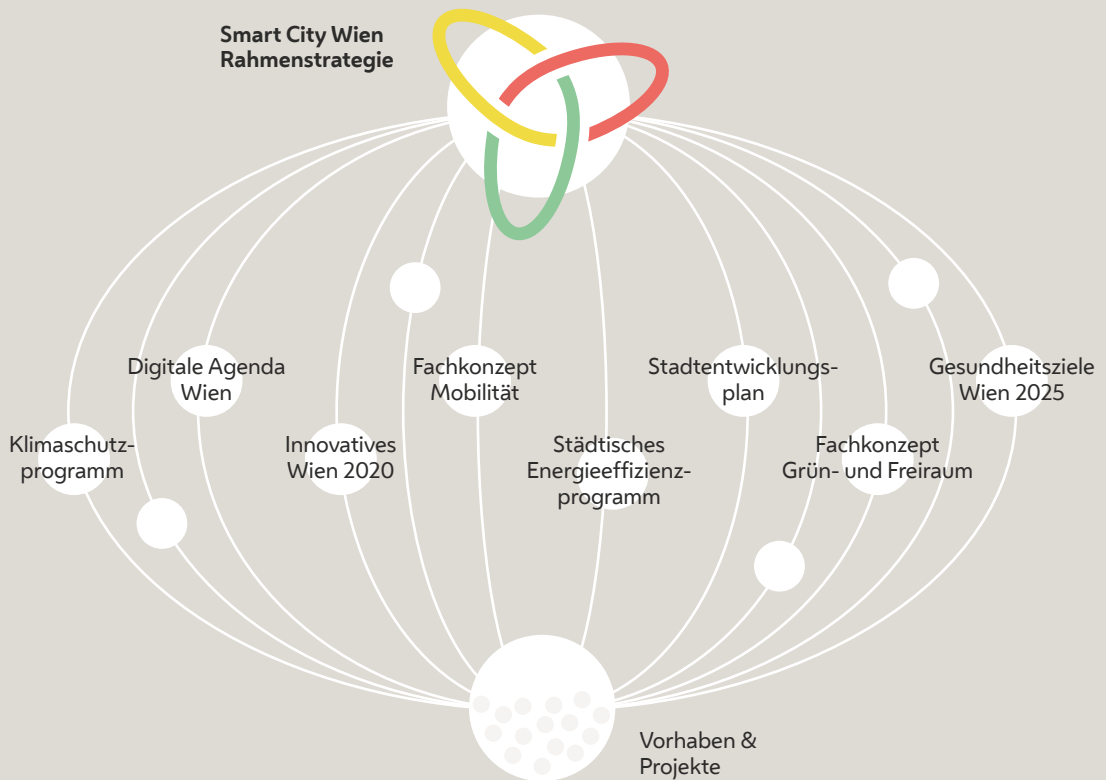 Smart City Wien
Rahmenstrategie
Digitale Agenda
Wien
Fachkonzept
Mobilität
Stadtentwicklungs-
plan
Gesundheitsziele
Wien 2025
Klimaschutz-
programm
Innovatives
Wien 2020
Städtisches
Energieeffizienz-
programm
Fachkonzept
Grün- und Freiraum
Vorhaben &
Projekte